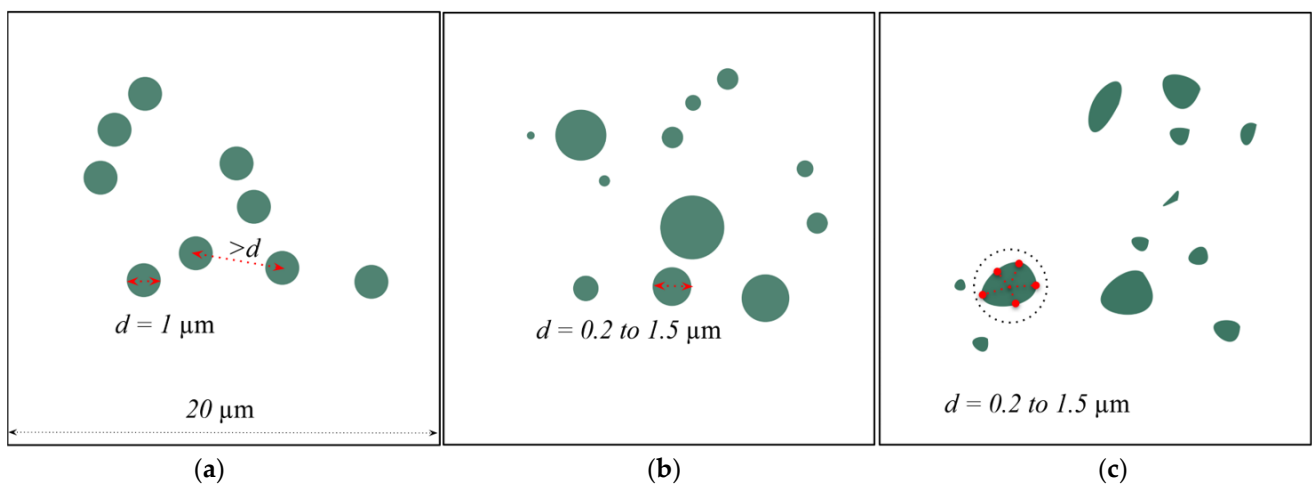 >d
d = 1 µm
20 µm
(a)
d = 0.2 to 1.5 µm
(b)
d = 0.2 to 1.5 µm
(c)